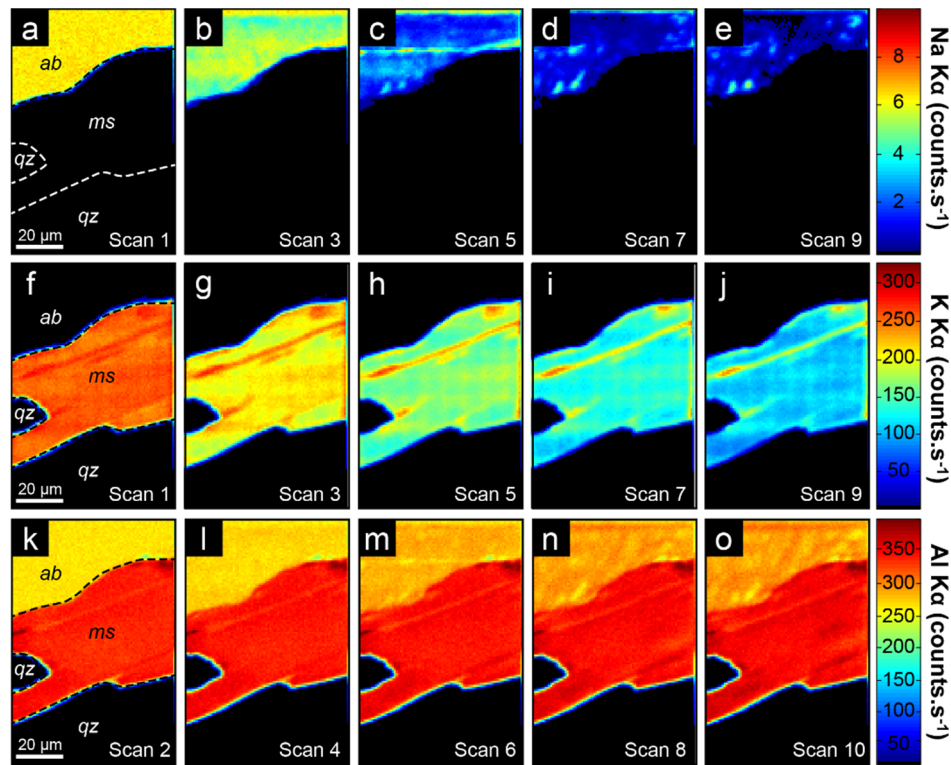 a b c d e
ab
ms
qz
qz
20 µm
Scan 1 Scan 3 Scan 5 Scan 7 Scan 9
8
6
4
2
Na Kα (counts.s⁻¹)
f g h i j
ab
ms
qz
qz
20 µm
Scan 1 Scan 3 Scan 5 Scan 7 Scan 9
300
250
200
150
100
50
K Kα (counts.s⁻¹)
k l m n o
ab
ms
qz
qz
20 µm
Scan 2 Scan 4 Scan 6 Scan 8 Scan 10
350
300
250
200
150
100
50
Al Kα (counts.s⁻¹)